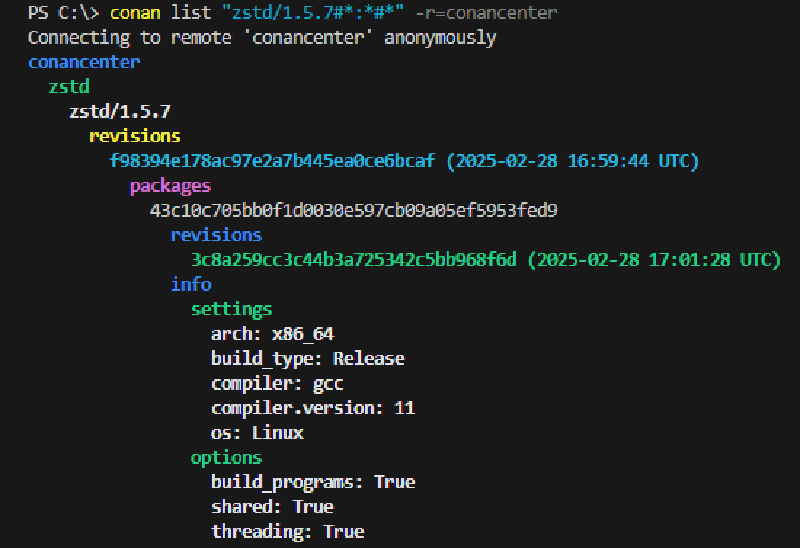 PS C:\> conan list "zstd/1.5.7#*:*#*" -r=conancenter
Connecting to remote 'conancenter' anonymously
conancenter
zstd
zstd/1.5.7
revisions
f98394e178ac97e2a7b445ea0ce6bcaf (2025-02-28 16:59:44 UTC)
packages
43c10c705bb0f1d0030e597cb09a05ef5953fed9
revisions
3c8a259cc3c44b3a725342c5bb968f6d (2025-02-28 17:01:28 UTC)
info
settings
arch: x86_64
build_type: Release
compiler: gcc
compiler.version: 11
os: Linux
options
build_programs: True
shared: True
threading: True